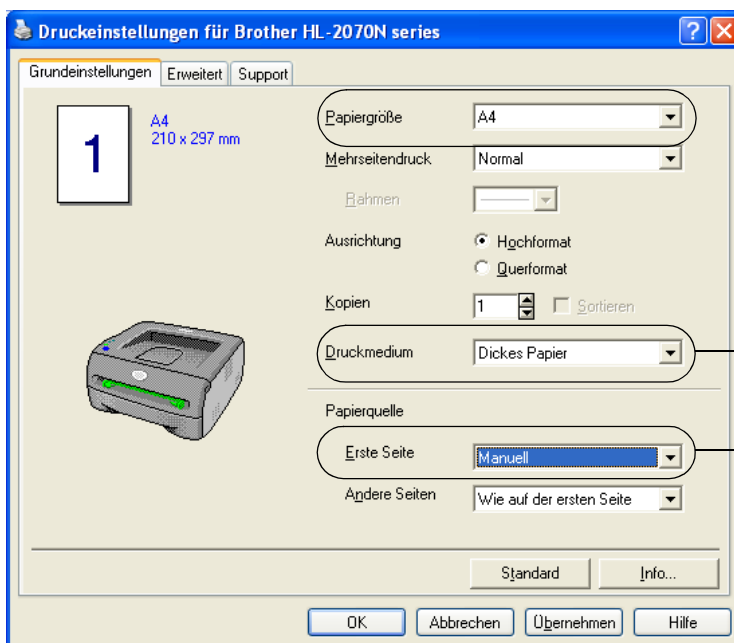 Druckeinstellungen für Brother HL-2070N series
Grundeinstellungen Erweitert Support
1
A4
210 x 297 mm
Papiergröße A4
Mehrseitendruck Normal
Rahmen
Ausrichtung Hochformat
Querformat
Kopien 1 Sortieren
Druckmedium Dickes Papier
Papierquelle
Erste Seite Manuell
Andere Seiten Wie auf der ersten Seite
Standard Info...
OK Abbrechen Übernehmen Hilfe